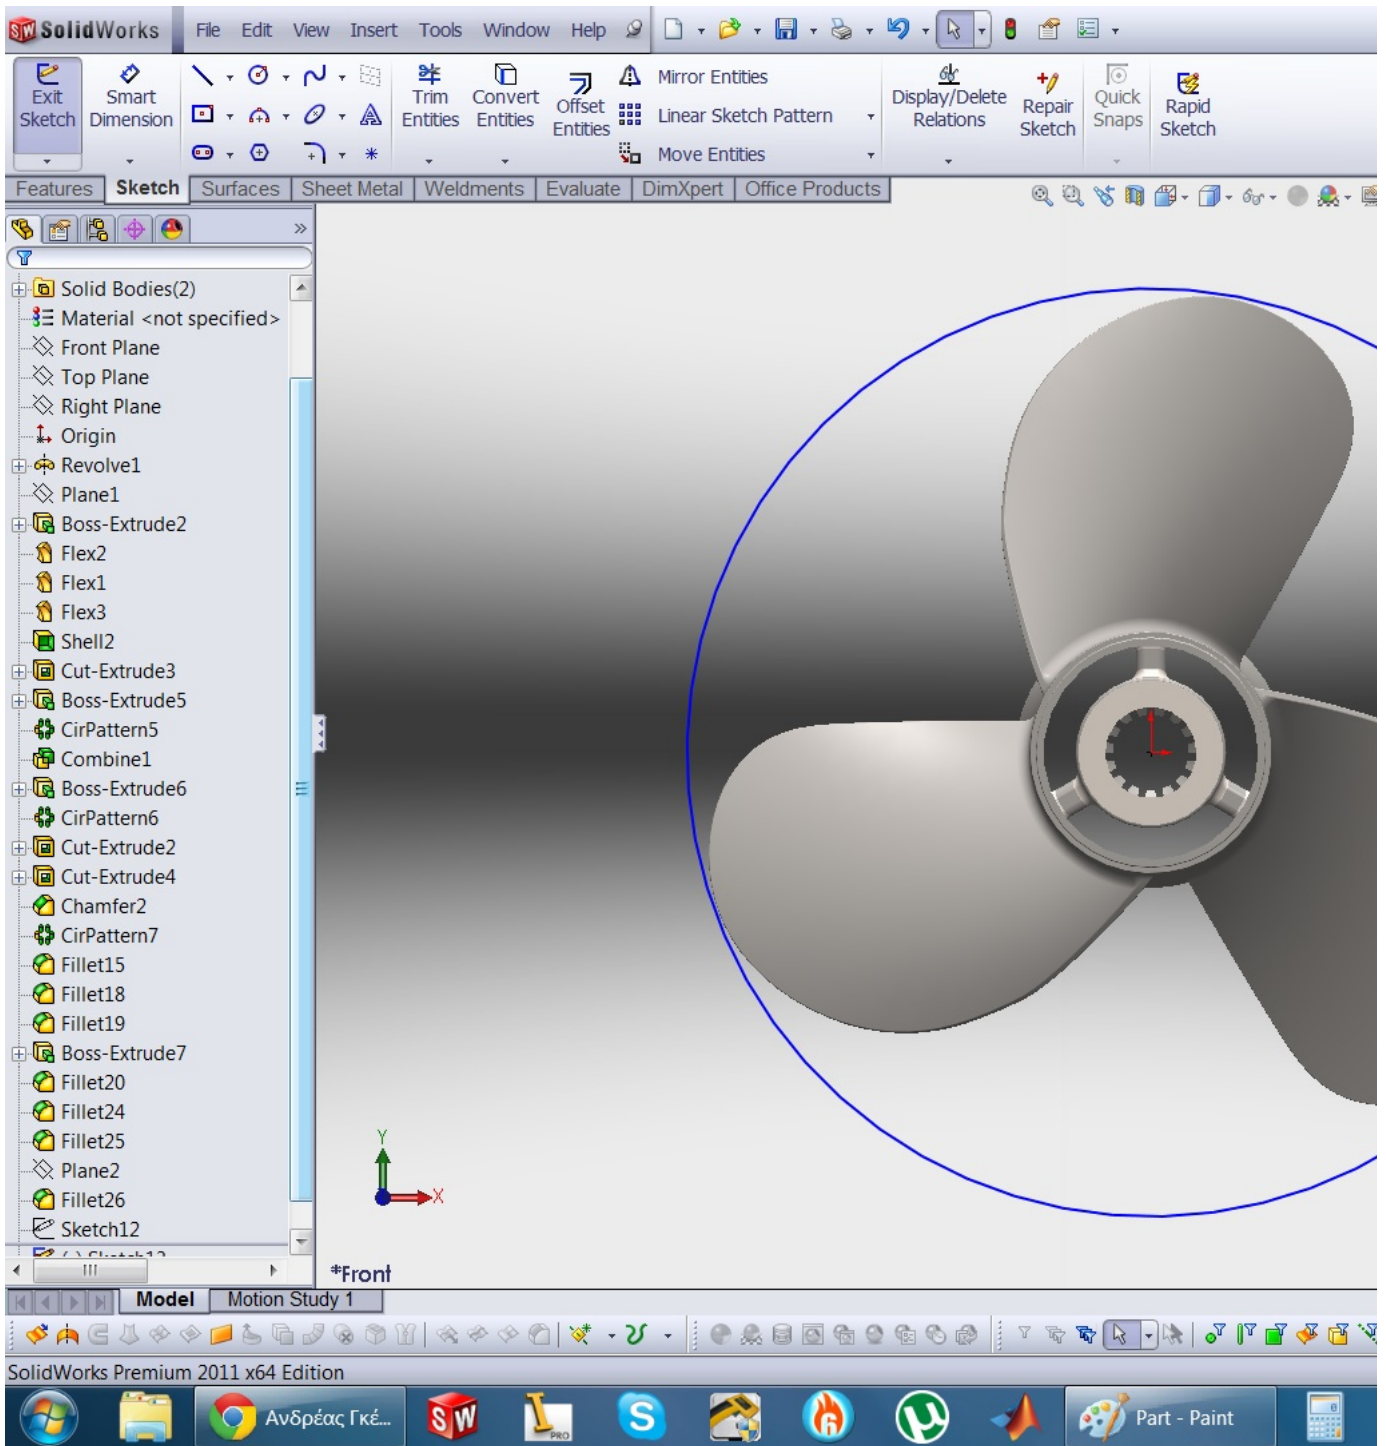 SolidWorks File Edit View Insert Tools Window Help
Exit Sketch
Smart Dimension
Trim Entities
Convert Entities
Offset Entities
Mirror Entities
Linear Sketch Pattern
Move Entities
Display/Delete Relations
Repair Sketch
Quick Snaps
Rapid Sketch
Features Sketch Surfaces Sheet Metal Weldments Evaluate DimXpert Office Products
Solid Bodies(2)
Material <not specified>
Front Plane
Top Plane
Right Plane
Origin
Revolve1
Plane1
Boss-Extrude2
Flex2
Flex1
Flex3
Shell2
Cut-Extrude3
Boss-Extrude5
CirPattern5
Combine1
Boss-Extrude6
CirPattern6
Cut-Extrude2
Cut-Extrude4
Chamfer2
CirPattern7
Fillet15
Fillet18
Fillet19
Boss-Extrude7
Fillet20
Fillet24
Fillet25
Plane2
Fillet26
Sketch12
Y
X
*Front
Model Motion Study 1
SolidWorks Premium 2011 x64 Edition
Ανδρέας Γκέ...
SW
PRO
S
6
µ
Part - Paint